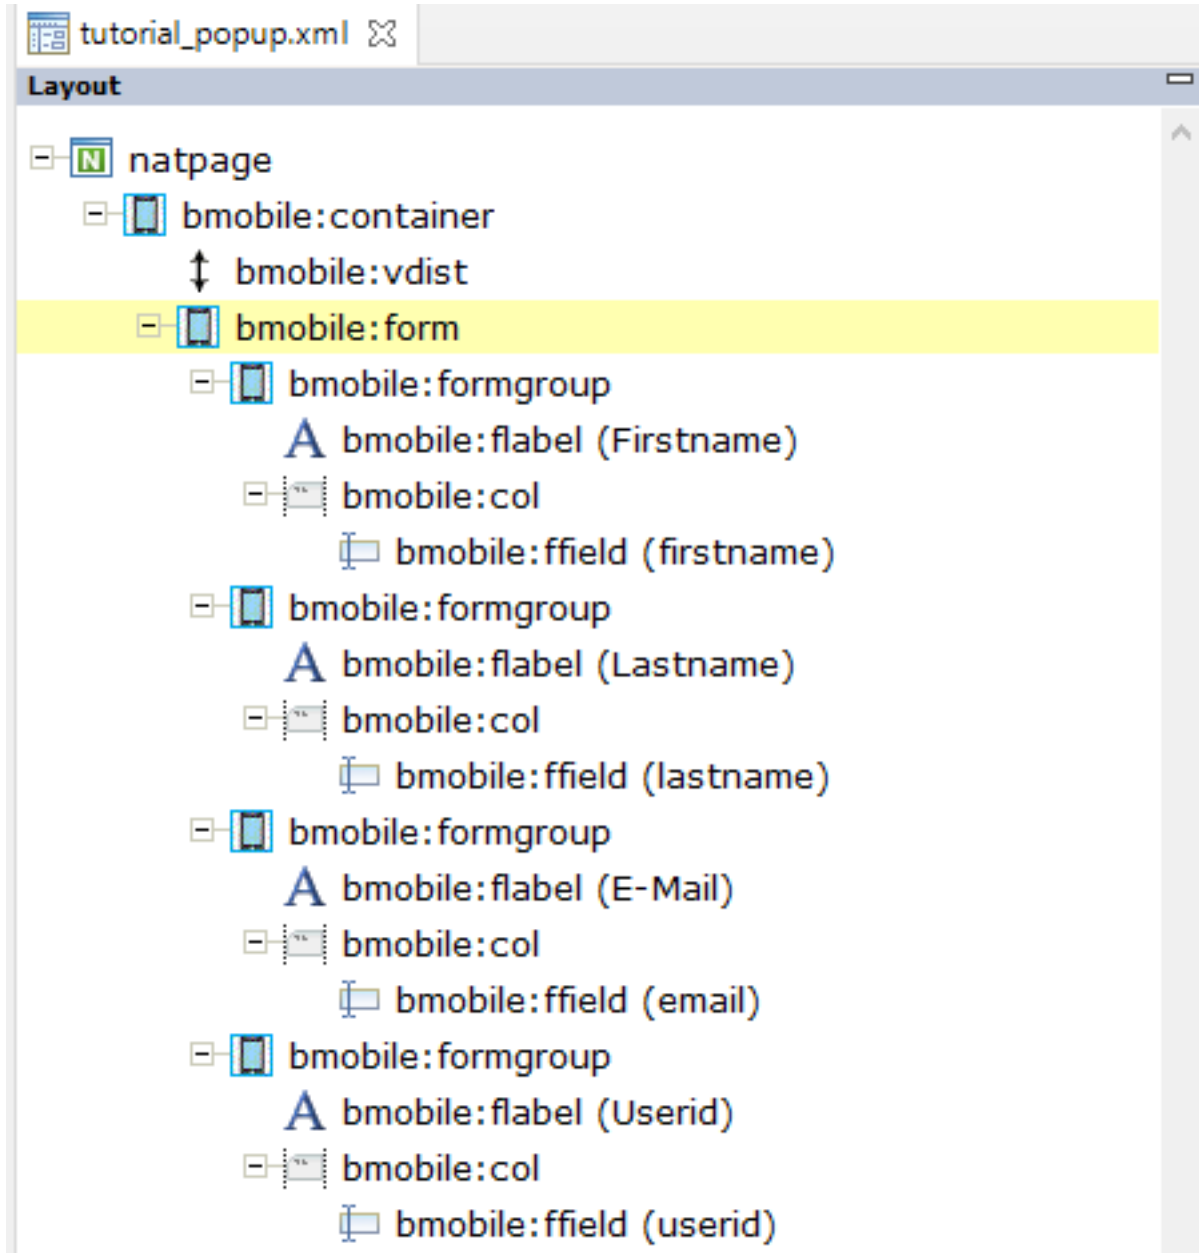 tutorial_popup.xml
Layout
natpage
bmobile:container
bmobile:vdist
bmobile:form
bmobile:formgroup
bmobile:flabel (Firstname)
bmobile:col
bmobile:ffield (firstname)
bmobile:formgroup
bmobile:flabel (Lastname)
bmobile:col
bmobile:ffield (lastname)
bmobile:formgroup
bmobile:flabel (E-Mail)
bmobile:col
bmobile:ffield (email)
bmobile:formgroup
bmobile:flabel (Userid)
bmobile:col
bmobile:ffield (userid)